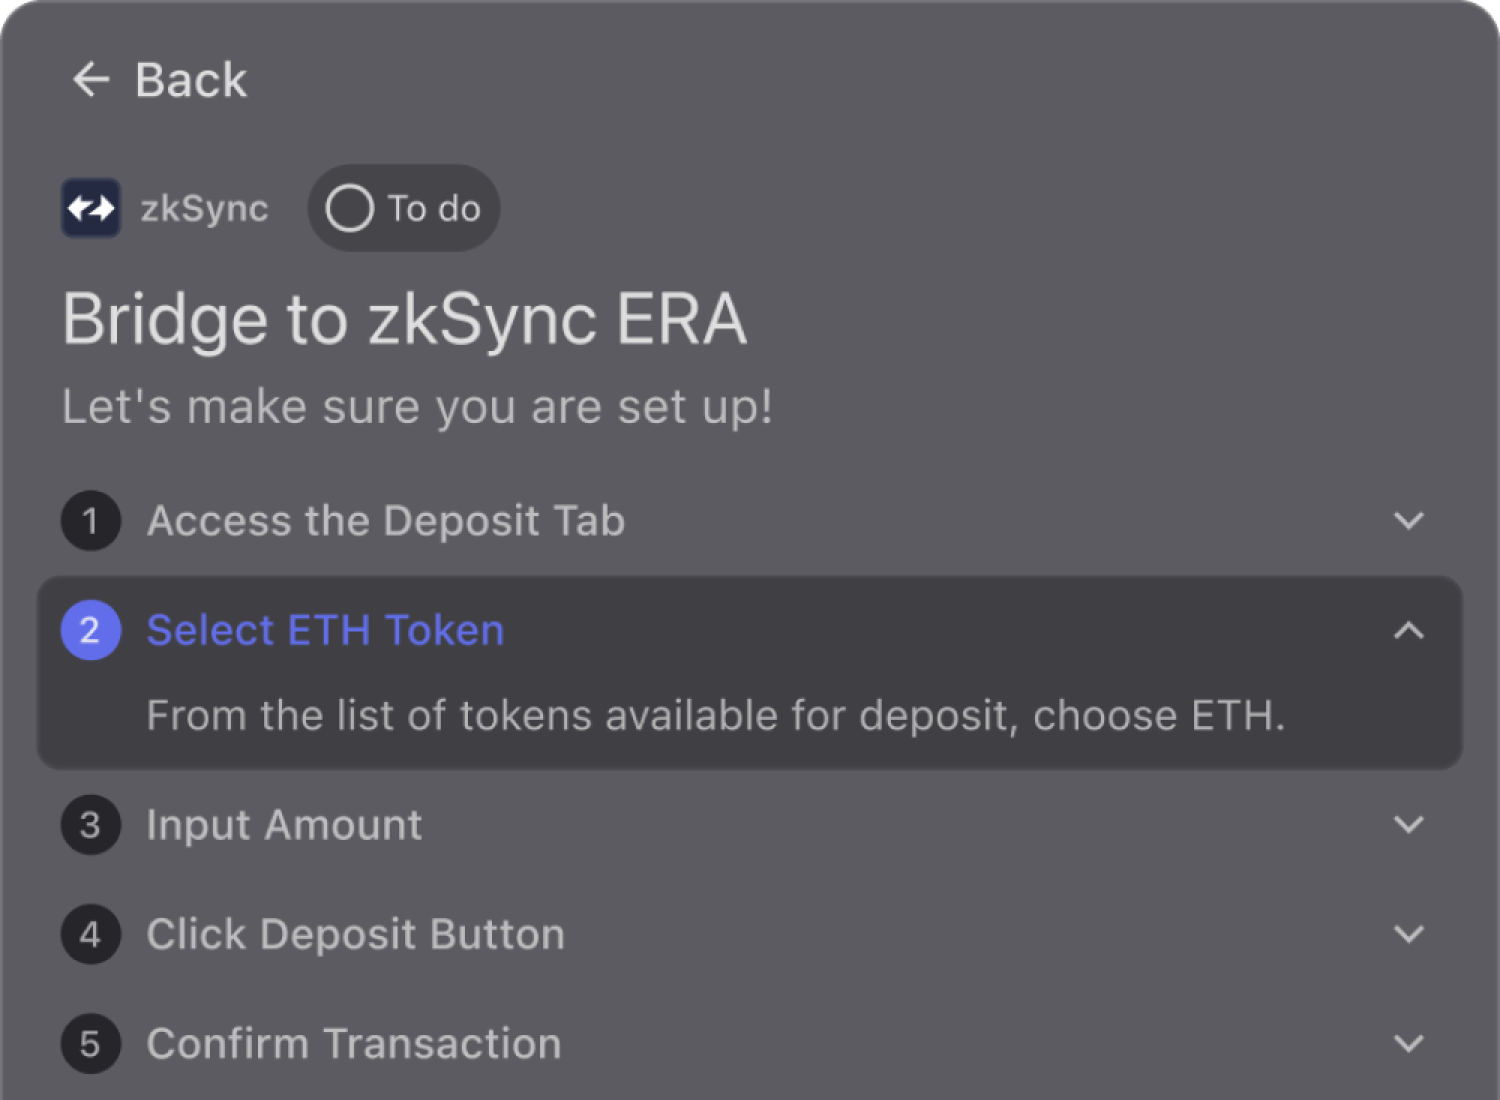 Back
zkSync To do
Bridge to zkSync ERA
Let's make sure you are set up!
1 Access the Deposit Tab
2 Select ETH Token
From the list of tokens available for deposit, choose ETH.
3 Input Amount
4 Click Deposit Button
5 Confirm Transaction